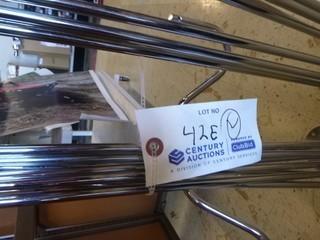 LOT NO
42E N
CENTURY AUCTIONS
POWERED BY
ClubBid
A DIVISION OF CENTURY SERVICES